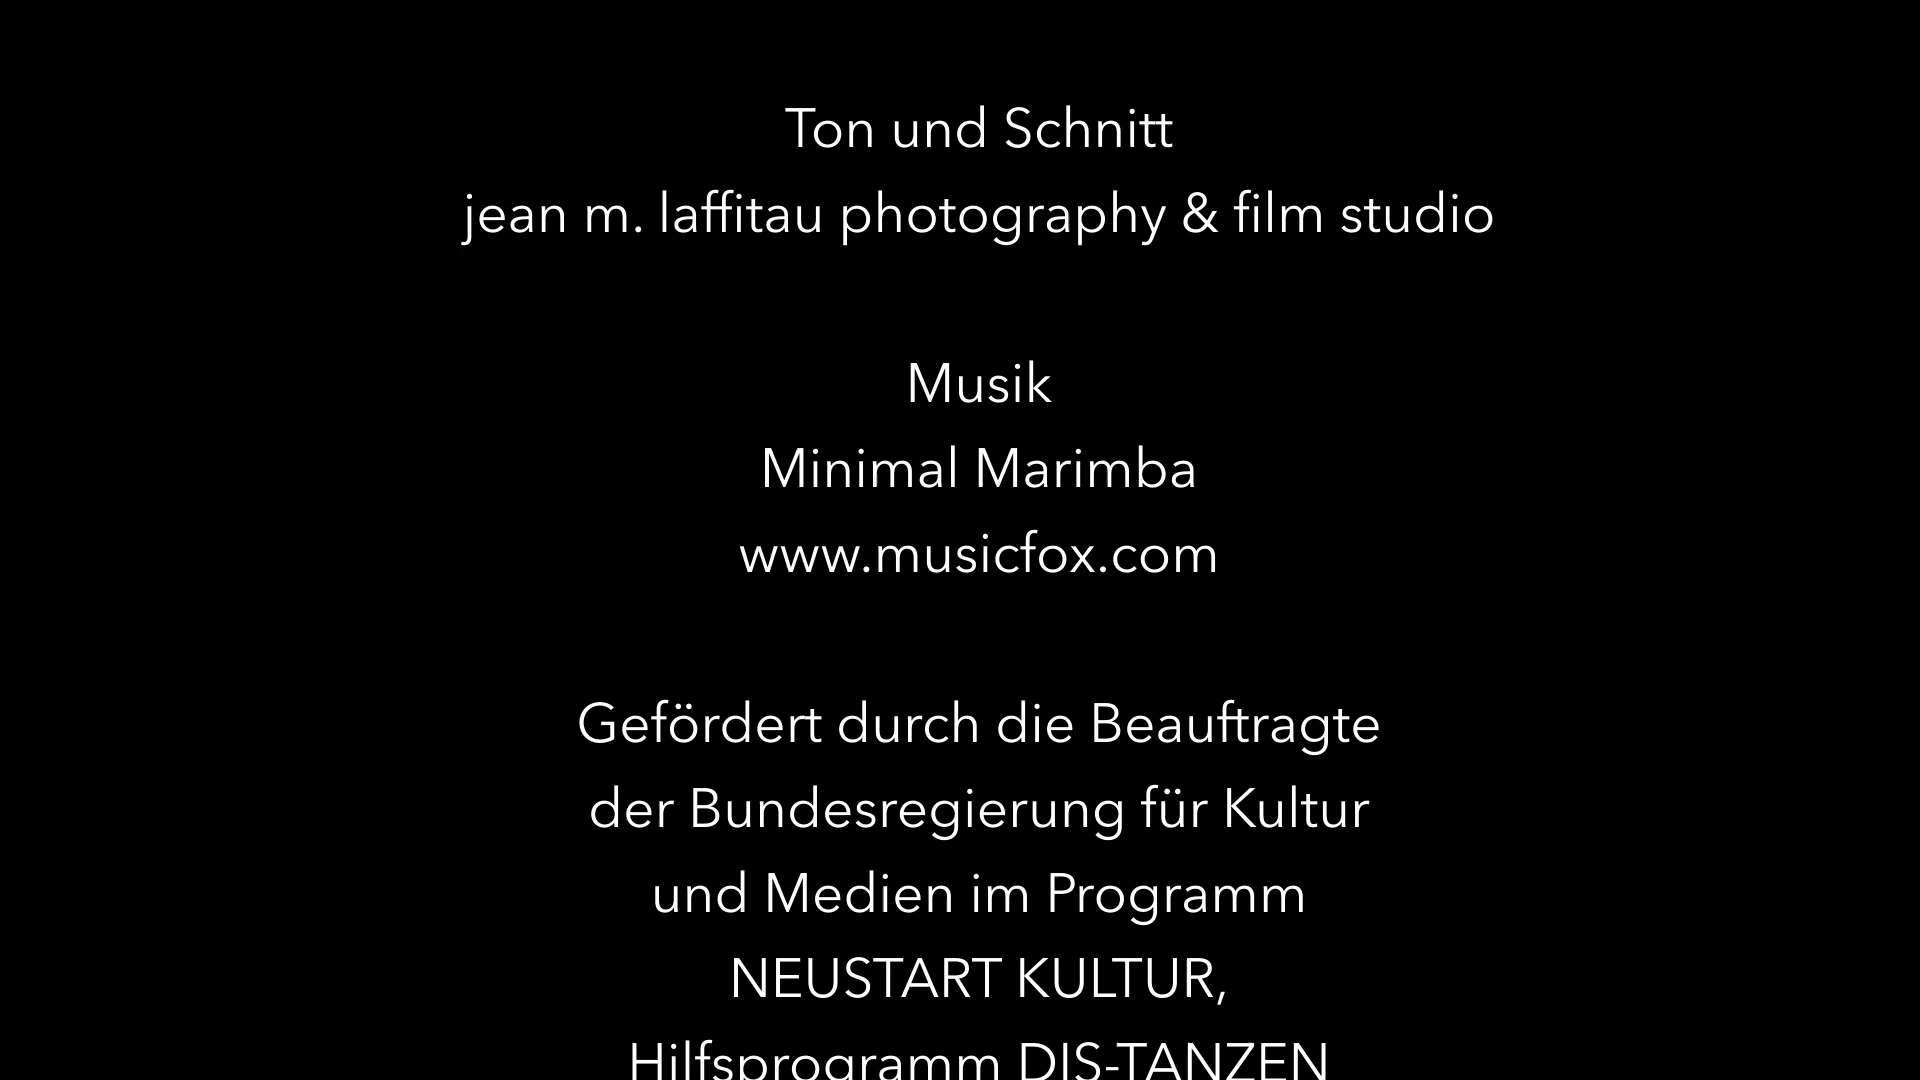 Ton und Schnitt
jean m. laffitau photography & film studio
Musik
Minimal Marimba
www.musicfox.com
Gefördert durch die Beauftragte
der Bundesregierung für Kultur
und Medien im Programm
NEUSTART KULTUR,
Hilfsprogramm DIS-TANZEN